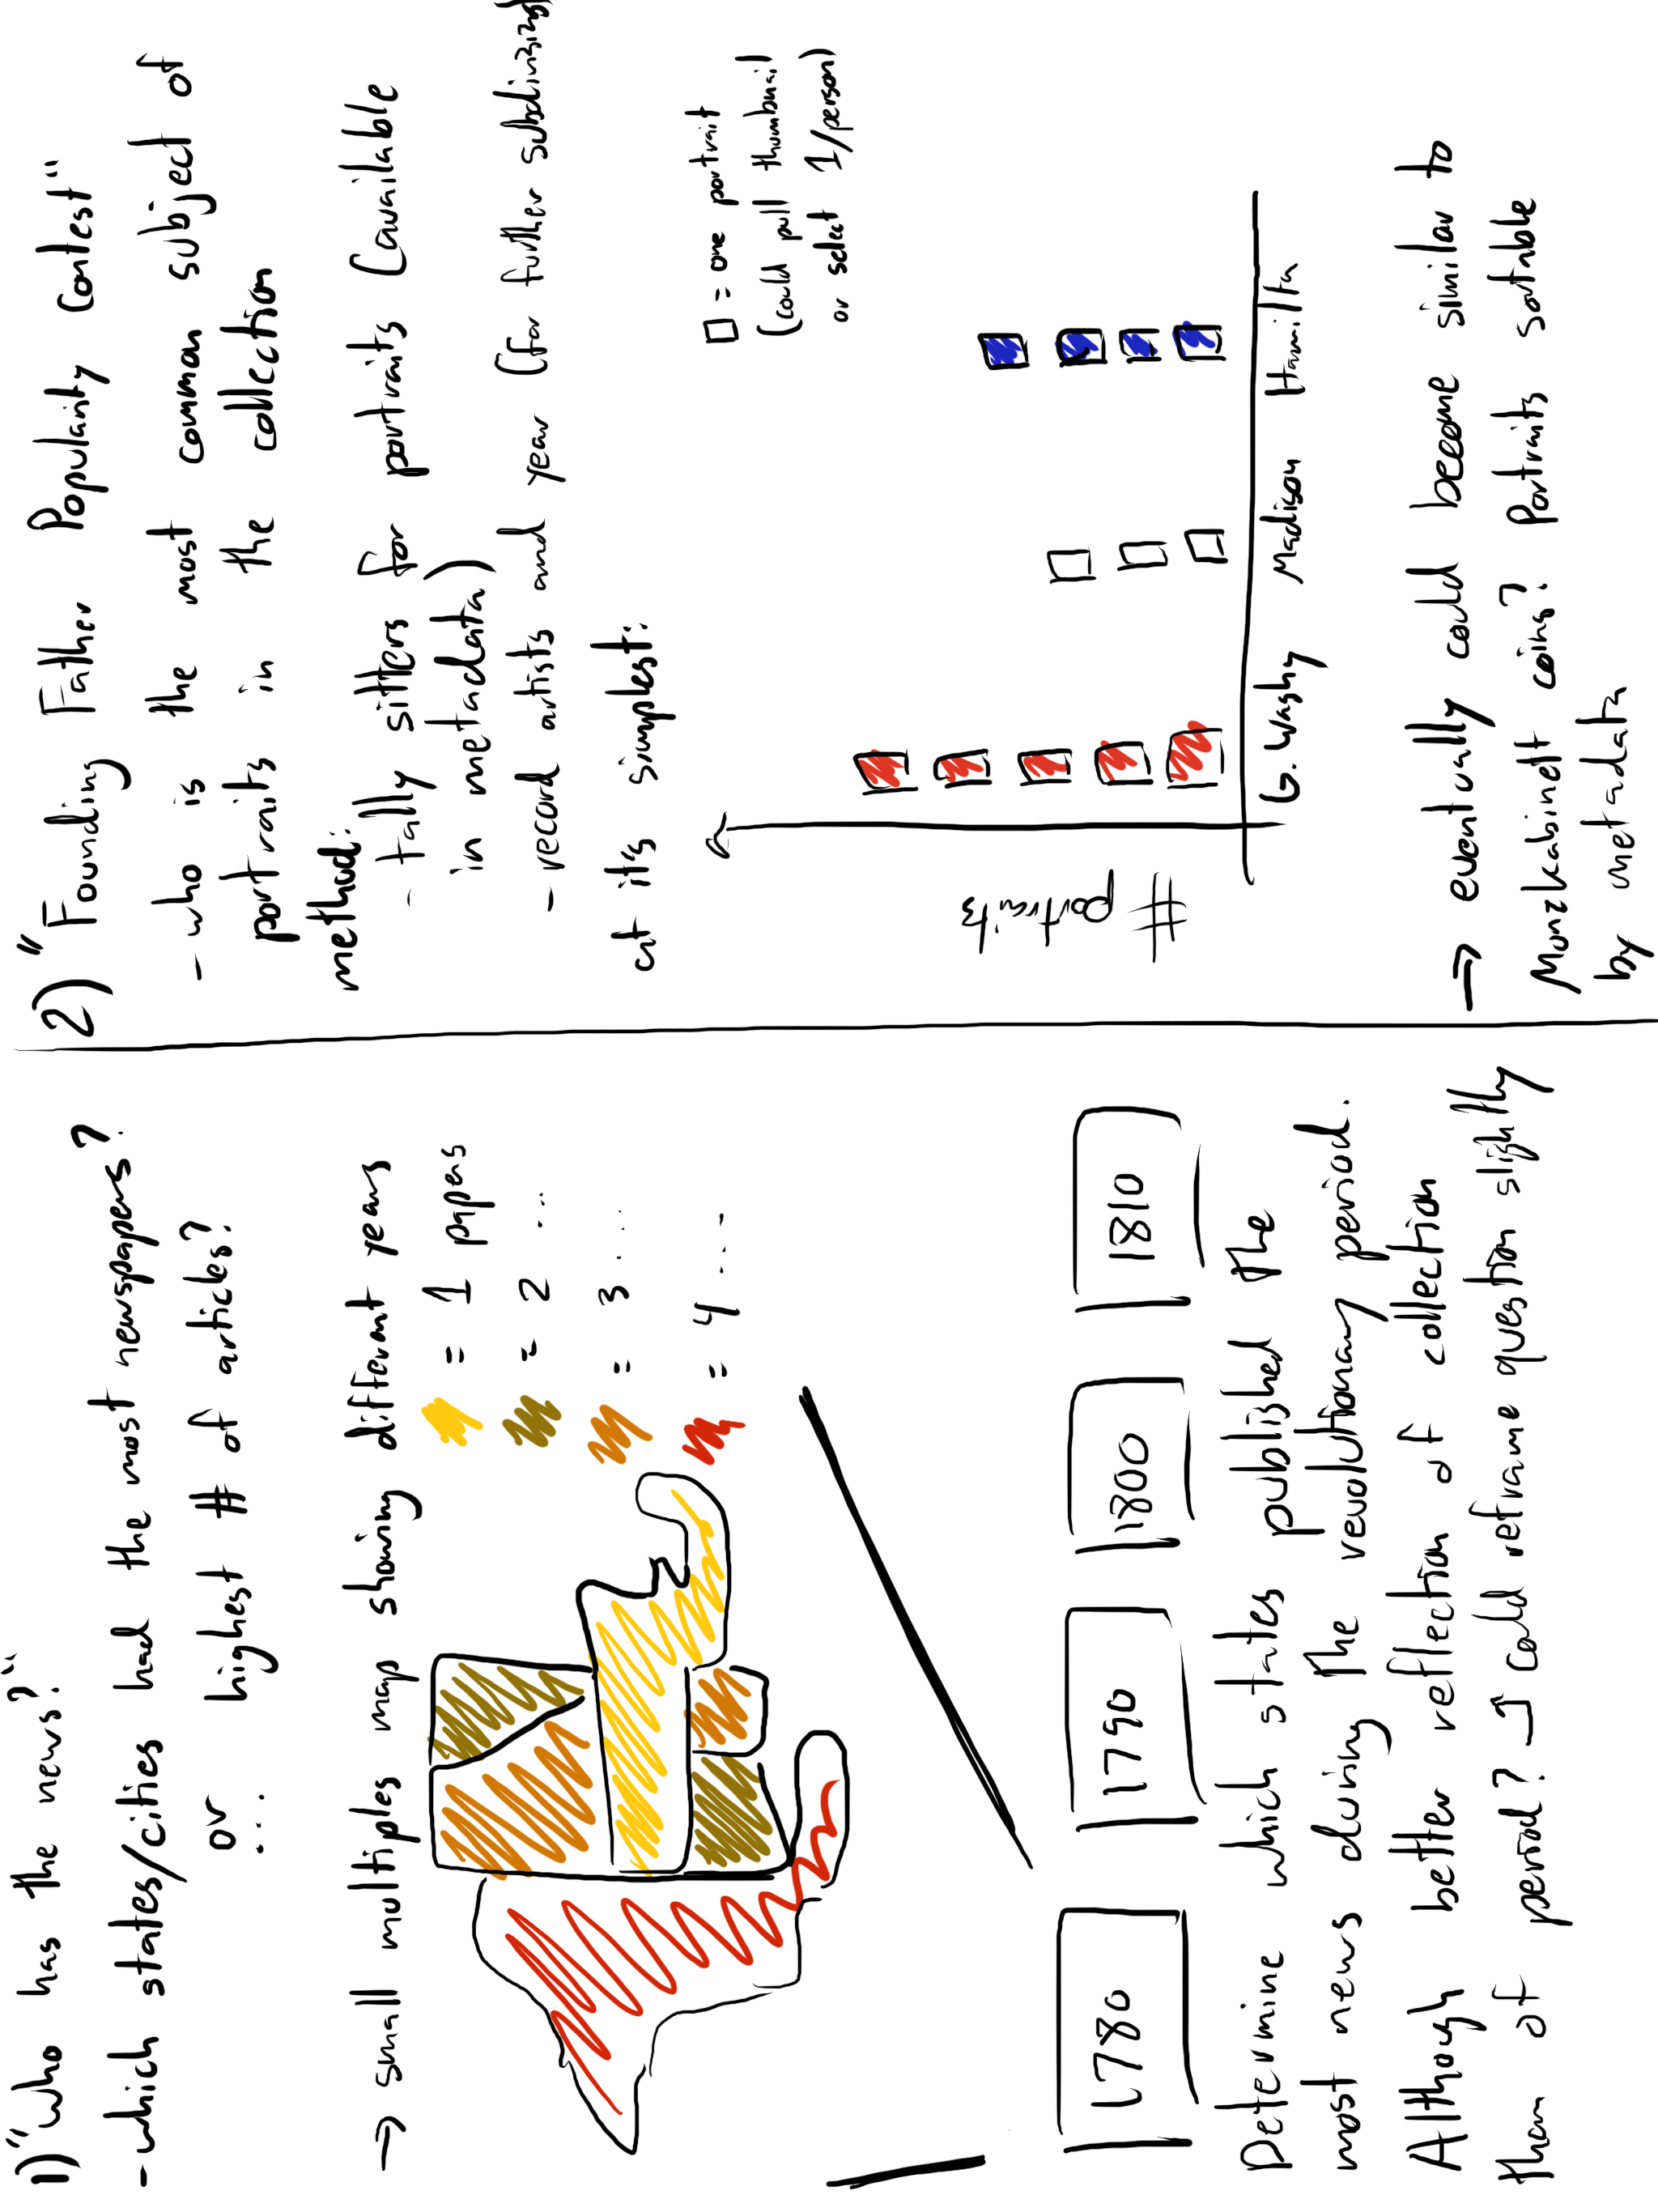 1) "who has the news?"
- which states/cities had the most newspapers?
or highest # of articles?
...
→ small multiples map showing different years
= 1 papers
= 2 ...
= 3 ...
= 4 ....
1780
1790
1800
1810
Determine which states published the
most news during the revolutionary period.
Although better reflection of collection
than of period? I could reframe question slightly
2) "Founding Father Popularity Contest"
- who is the most common subject of
portraits in the collection
method:
- tally sitters for portraits (available
in metadata)
- record artists and year (for further subdivizing)
at it's simplest:
□ = one portrait
(could pull thumbnail
or select 1/person)
# portraits
G. Washy
Madison
Hamilton
→ eventually could become similar to
Munzkabinett coins? Portraits sortable
by metadata